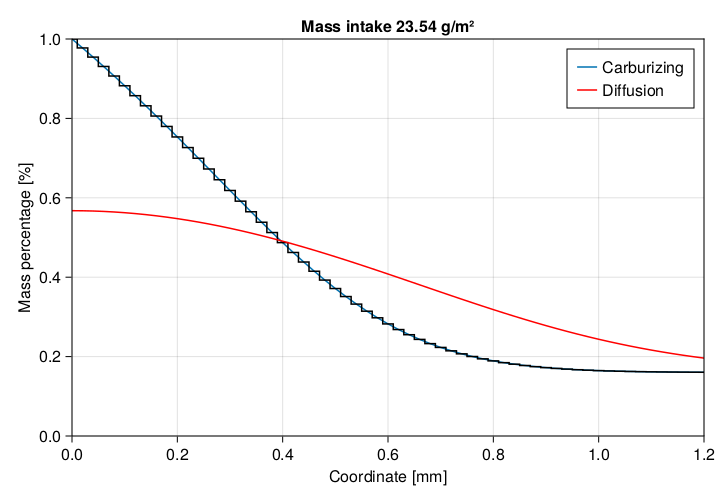 Mass intake 23.54 g/m²
Mass percentage [%]
1.0
0.8
0.6
0.4
0.2
0.0
Carburizing
Diffusion
0.0 0.2 0.4 0.6 0.8 1.0 1.2
Coordinate [mm]